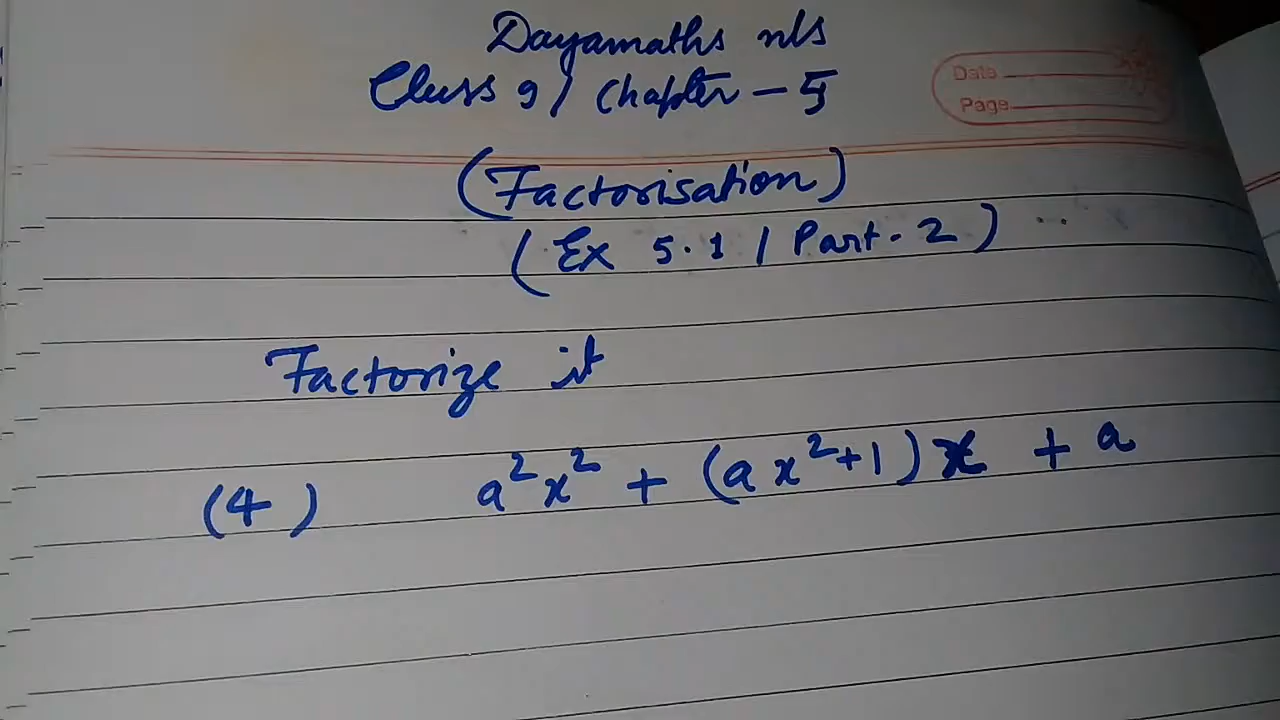 Dayamaths nls
Class 9 / Chapter - 5
Date
Page
(Factorisation)
(Ex 5.1 / Part - 2) ..
Factorize it
(4) a²x² + (ax²+1)x + a